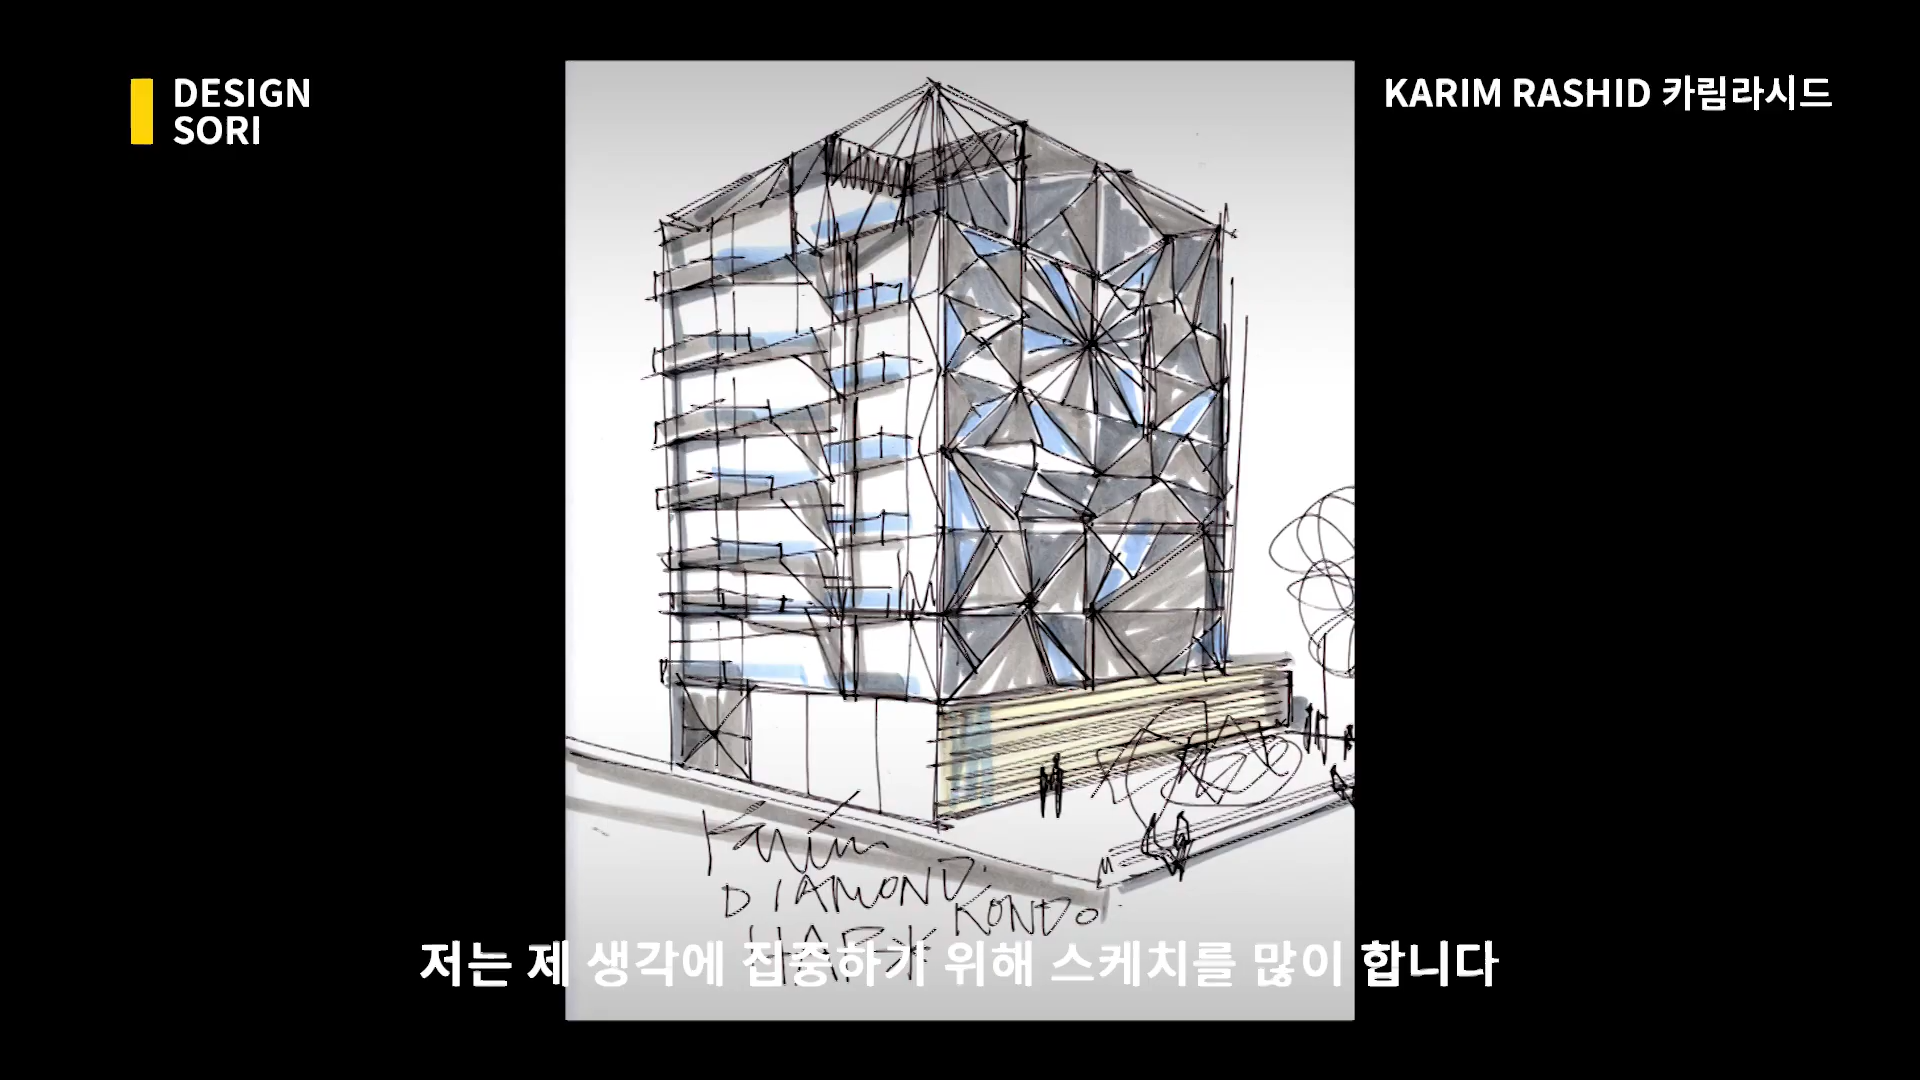 DESIGN
SORI
KARIM RASHID 카림라시드
Karim
DIAMOND.
KONDO
저는 제 생각에 집중하기 위해 스케치를 많이 합니다